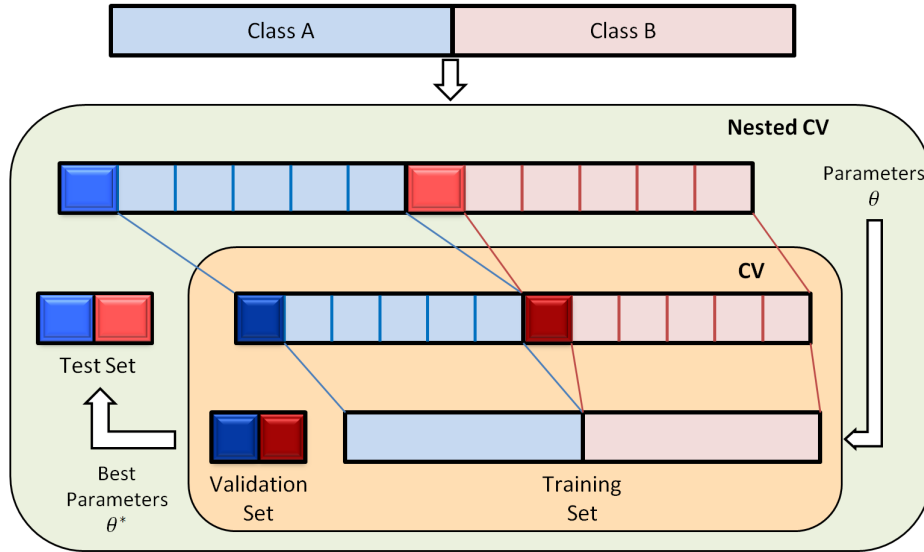 Class A
Class B
Nested CV
Parameters
θ
CV
Test Set
Best
Parameters
θ*
Validation
Set
Training
Set